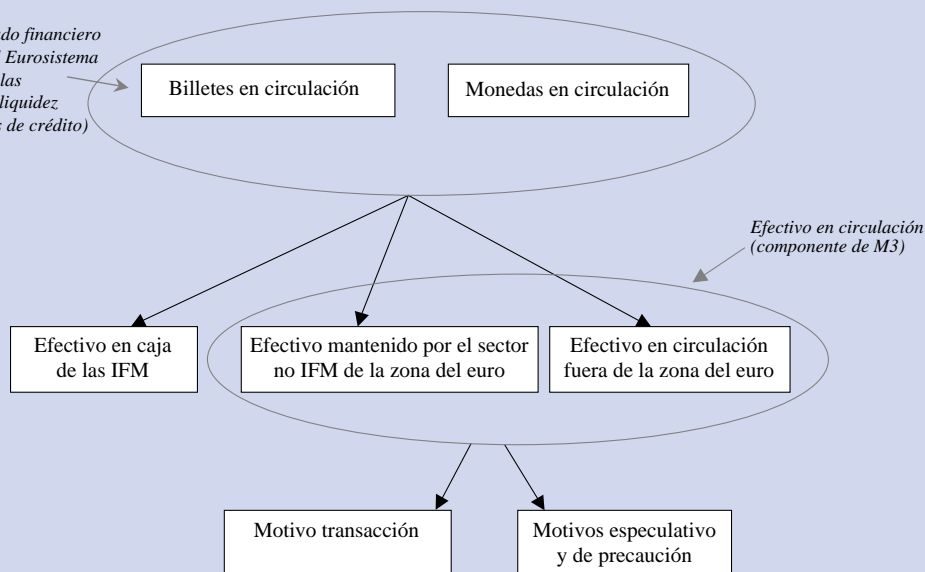 do financiero
Eurosistema
las
liquidez
de crédito)
Billetes en circulación
Monedas en circulación
Efectivo en circulación
(componente de M3)
Efectivo en caja
de las IFM
Efectivo mantenido por el sector
no IFM de la zona del euro
Efectivo en circulación
fuera de la zona del euro
Motivo transacción
Motivos especulativo
y de precaución